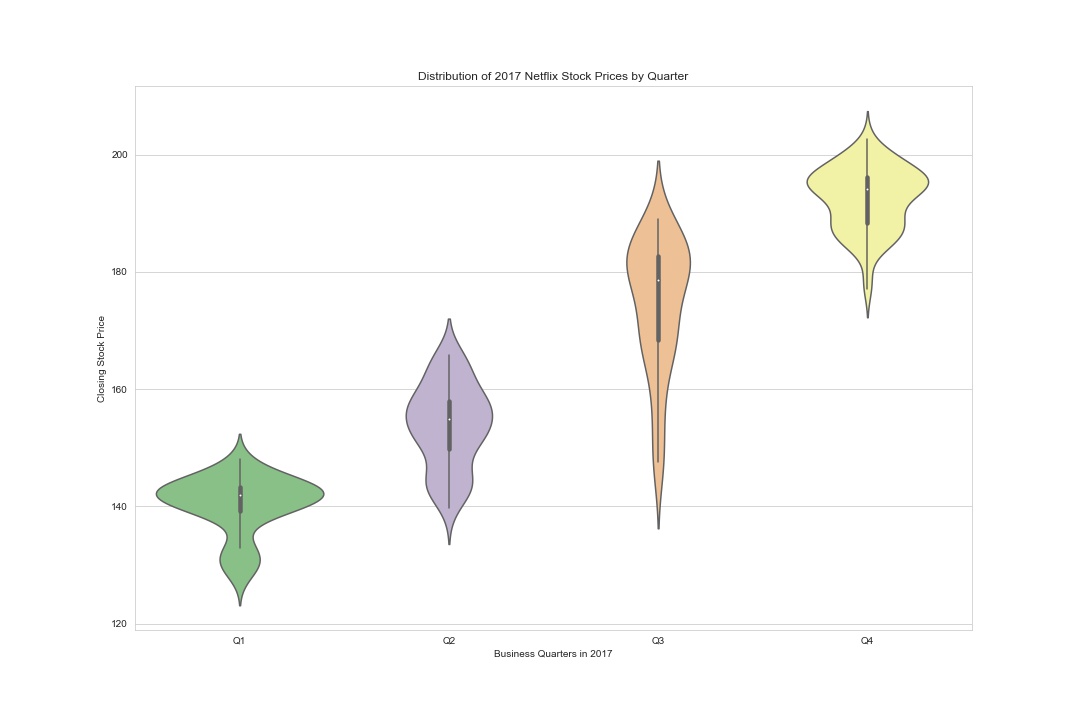 Distribution of 2017 Netflix Stock Prices by Quarter
Closing Stock Price
200
180
160
140
120
Q1 Q2 Q3 Q4
Business Quarters in 2017